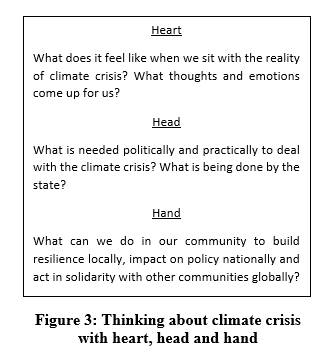 Heart
What does it feel like when we sit with the reality
of climate crisis? What thoughts and emotions
come up for us?
Head
What is needed politically and practically to deal
with the climate crisis? What is being done by the
state?
Hand
What can we do in our community to build
resilience locally, impact on policy nationally and
act in solidarity with other communities globally?
Figure 3: Thinking about climate crisis
with heart, head and hand